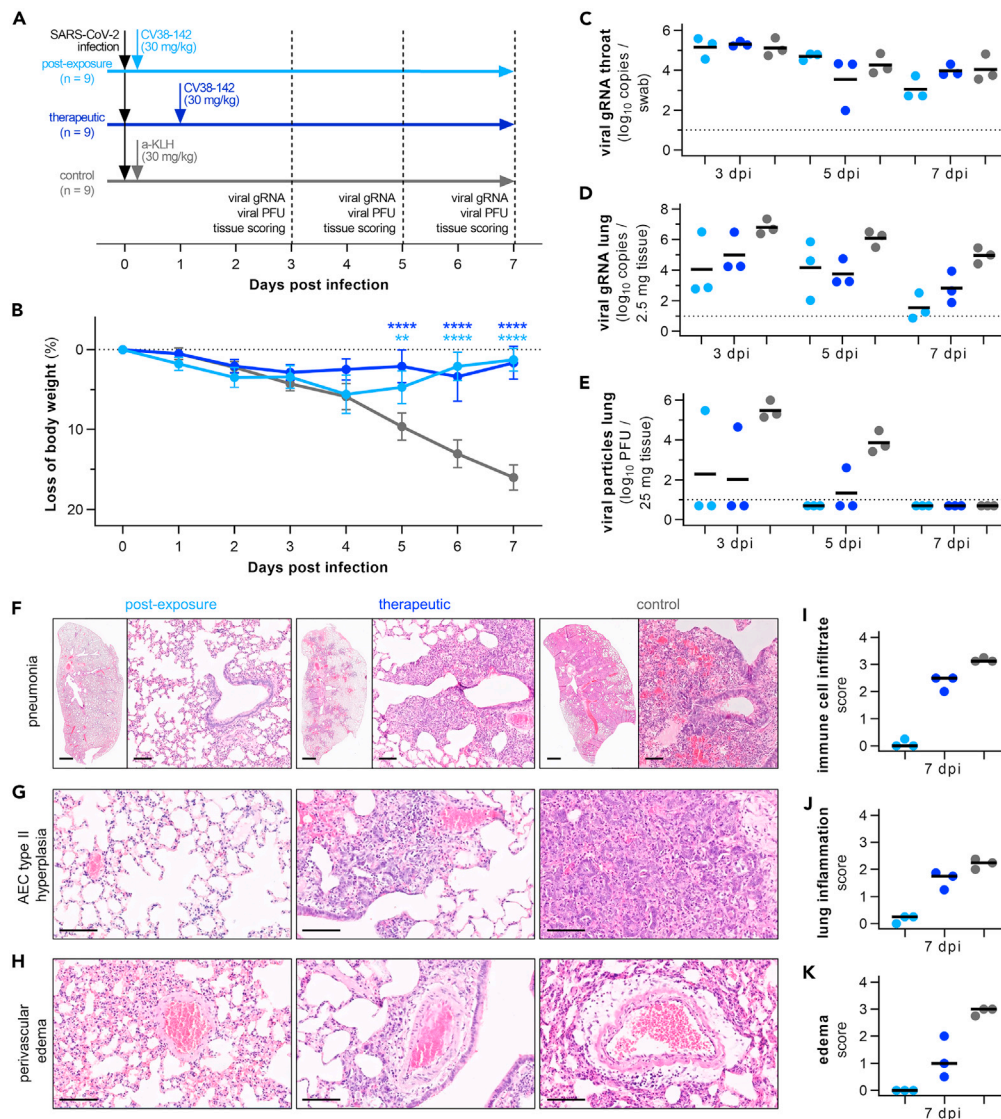 A
SARS-CoV-2
infection
CV38-142
(30 mg/kg)
post-exposure
(n = 9)
CV38-142
(30 mg/kg)
therapeutic
(n = 9)
a-KLH
(30 mg/kg)
control
(n = 9)
viral gRNA viral gRNA viral gRNA
viral PFU viral PFU viral PFU
tissue scoring tissue scoring tissue scoring
0 1 2 3 4 5 6 7
Days post infection
B
**** **** ****
** **** ****
0
10
20
Loss of body weight (%)
0 1 2 3 4 5 6 7
Days post infection
C
viral gRNA throat
(log10 copies /
swab)
6
4
2
0
3 dpi 5 dpi 7 dpi
D
viral gRNA lung
(log10 copies /
2.5 mg tissue)
8
6
4
2
0
3 dpi 5 dpi 7 dpi
E
viral particles lung
(log10 PFU /
25 mg tissue)
6
4
2
0
3 dpi 5 dpi 7 dpi
post-exposure therapeutic control
F
pneumonia
G
AEC type II
hyperplasia
H
perivascular
edema
I
immune cell infiltrate
score
4
3
2
1
0
7 dpi
J
lung inflamation
score
4
3
2
1
0
7 dpi
K
edema
score
4
3
2
1
0
7 dpi